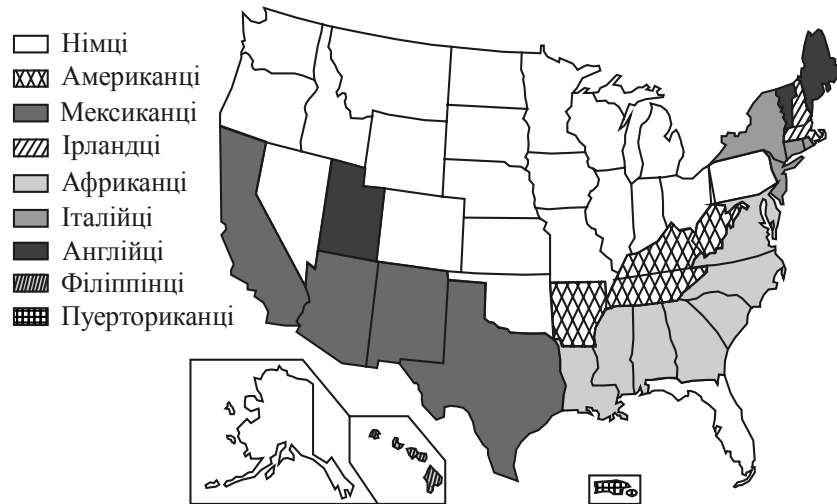 Німці
Американці
Мексиканці
Ірландці
Африканці
Італійці
Англійці
Філіппінці
Пуерториканці